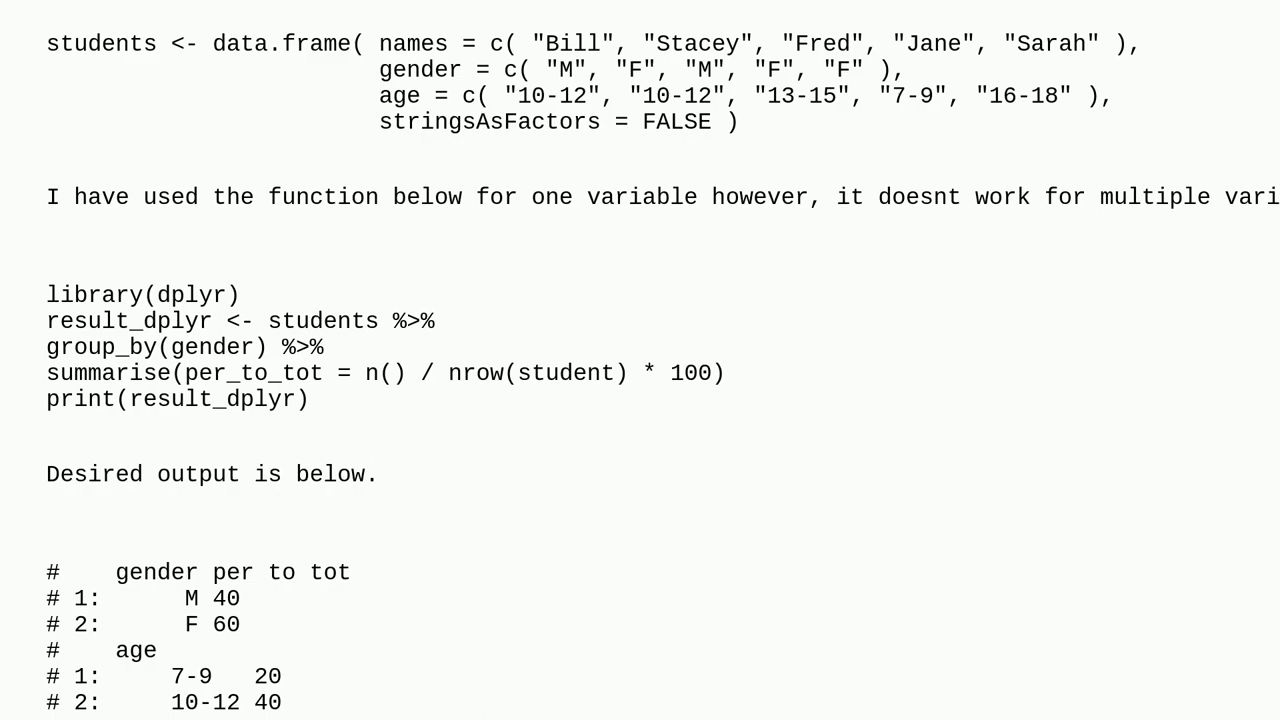 students <- data.frame( names = c( "Bill", "Stacey", "Fred", "Jane", "Sarah" ),
                        gender = c( "M", "F", "M", "F", "F" ),
                        age = c( "10-12", "10-12", "13-15", "7-9", "16-18" ),
                        stringsAsFactors = FALSE )
I have used the function below for one variable however, it doesnt work for multiple vari
library(dplyr)
result_dplyr <- students %>%
group_by(gender) %>%
summarise(per_to_tot = n() / nrow(student) * 100)
print(result_dplyr)
Desired output is below.
#    gender per to tot
# 1:      M 40
# 2:      F 60
#    age
# 1:     7-9   20
# 2:     10-12 40